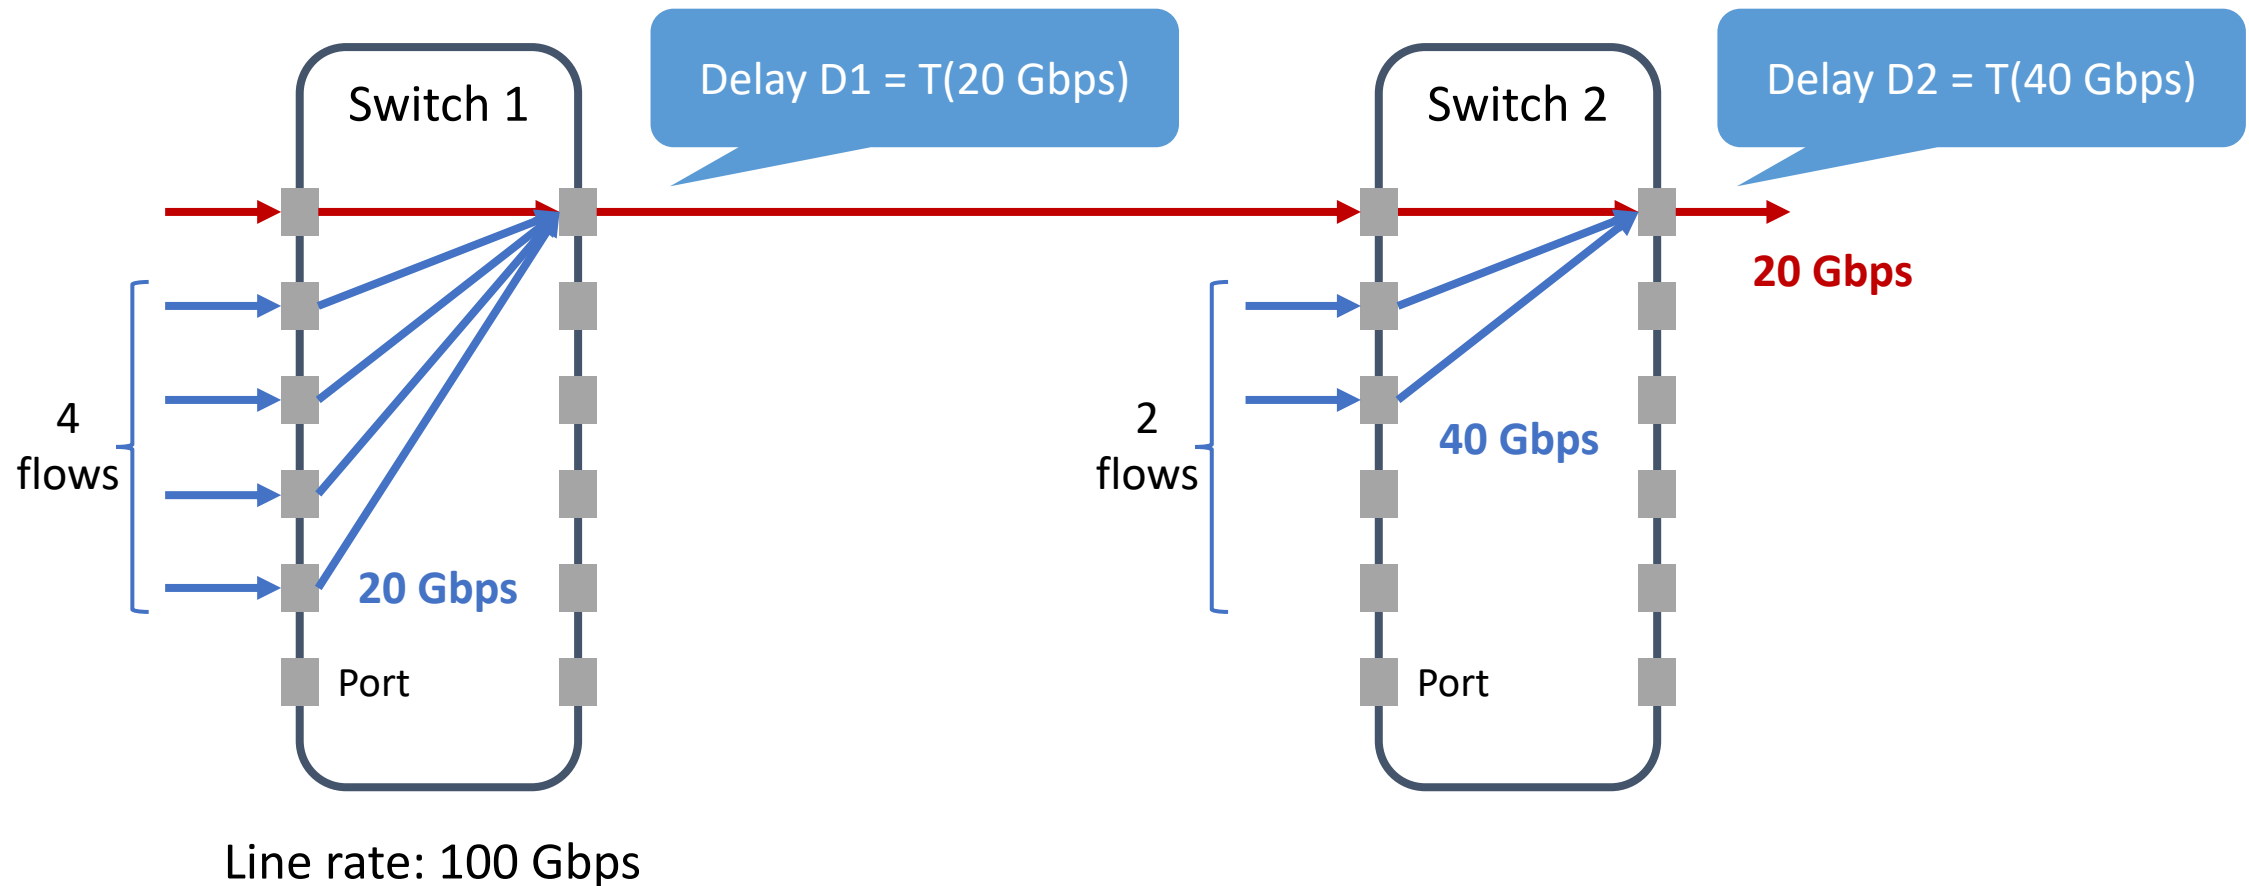 Switch 1
Delay D1 = T(20 Gbps)
Switch 2
Delay D2 = T(40 Gbps)
20 Gbps
4
flows
2
flows
40 Gbps
20 Gbps
Port
Port
Line rate: 100 Gbps